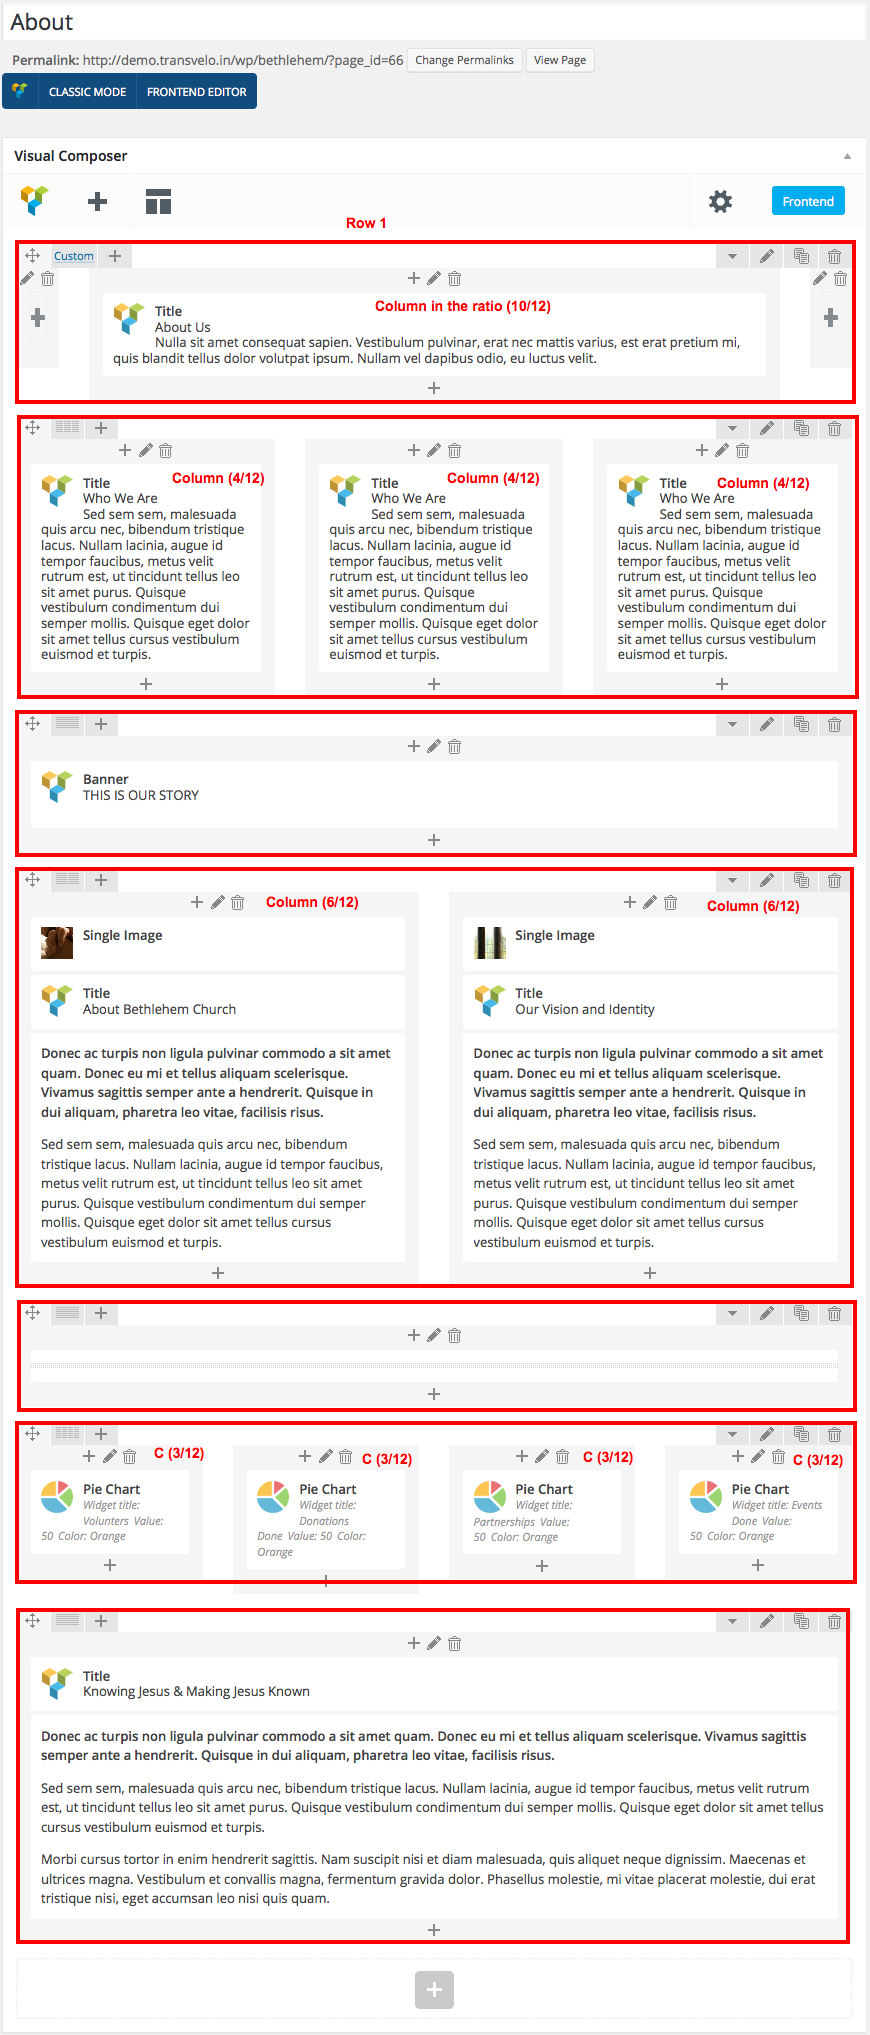 About
Permalink: http://demo.transvelo.in/wp/bethlehem/?page_id=66 Change Permalinks View Page
CLASSIC MODE FRONTEND EDITOR
Visual Composer
Frontend
Row 1
Custom
Column in the ratio (10/12)
Title
About Us
Nulla sit amet consequat sapien. Vestibulum pulvinar, erat nec mattis varius, est erat pretium mi,
quis blandit tellus dolor volutpat ipsum. Nullam vel dapibus odio, eu luctus velit.
Column (4/12)
Title
Who We Are
Sed sem sem, malesuada
quis arcu nec, bibendum tristique
lacus. Nullam lacinia, augue id
tempor faucibus, metus velit
rutrum est, ut tincidunt tellus leo
sit amet purus. Quisque
vestibulum condimentum dui
semper mollis. Quisque eget dolor
sit amet tellus cursus vestibulum
euismod et turpis.
Column (4/12)
Title
Who We Are
Sed sem sem, malesuada
quis arcu nec, bibendum tristique
lacus. Nullam lacinia, augue id
tempor faucibus, metus velit
rutrum est, ut tincidunt tellus leo
sit amet purus. Quisque
vestibulum condimentum dui
semper mollis. Quisque eget dolor
sit amet tellus cursus vestibulum
euismod et turpis.
Column (4/12)
Title
Who We Are
Sed sem sem, malesuada
quis arcu nec, bibendum tristique
lacus. Nullam lacinia, augue id
tempor faucibus, metus velit
rutrum est, ut tincidunt tellus leo
sit amet purus. Quisque
vestibulum condimentum dui
semper mollis. Quisque eget dolor
sit amet tellus cursus vestibulum
euismod et turpis.
Banner
THIS IS OUR STORY
Column (6/12)
Single Image
Title
About Bethlehem Church
Donec ac turpis non ligula pulvinar commodo a sit amet
quam. Donec eu mi et tellus aliquam scelerisque.
Vivamus sagittis semper ante a hendrerit. Quisque in
dui aliquam, pharetra leo vitae, facilisis risus.
Sed sem sem, malesuada quis arcu nec, bibendum
tristique lacus. Nullam lacinia, augue id tempor faucibus,
metus velit rutrum est, ut tincidunt tellus leo sit amet
purus. Quisque vestibulum condimentum dui semper
mollis. Quisque eget dolor sit amet tellus cursus
vestibulum euismod et turpis.
Column (6/12)
Single Image
Title
Our Vision and Identity
Donec ac turpis non ligula pulvinar commodo a sit amet
quam. Donec eu mi et tellus aliquam scelerisque.
Vivamus sagittis semper ante a hendrerit. Quisque in
dui aliquam, pharetra leo vitae, facilisis risus.
Sed sem sem, malesuada quis arcu nec, bibendum
tristique lacus. Nullam lacinia, augue id tempor faucibus,
metus velit rutrum est, ut tincidunt tellus leo sit amet
purus. Quisque vestibulum condimentum dui semper
mollis. Quisque eget dolor sit amet tellus cursus
vestibulum euismod et turpis.
C (3/12)
Pie Chart
Widget title:
Volunters Value:
50 Color: Orange
C (3/12)
Pie Chart
Widget title:
Donations
Done Value: 50 Color:
Orange
C (3/12)
Pie Chart
Widget title:
Partnerships Value:
50 Color: Orange
C (3/12)
Pie Chart
Widget title: Events
Done Value:
50 Color: Orange
Title
Knowing Jesus & Making Jesus Known
Donec ac turpis non ligula pulvinar commodo a sit amet quam. Donec eu mi et tellus aliquam scelerisque. Vivamus sagittis
semper ante a hendrerit. Quisque in dui aliquam, pharetra leo vitae, facilisis risus.
Sed sem sem, malesuada quis arcu nec, bibendum tristique lacus. Nullam lacinia, augue id tempor faucibus, metus velit rutrum
est, ut tincidunt tellus leo sit amet purus. Quisque vestibulum condimentum dui semper mollis. Quisque eget dolor sit amet tellus
cursus vestibulum euismod et turpis.
Morbi cursus tortor in enim hendrerit sagittis. Nam suscipit nisi et diam malesuada, quis aliquet neque dignissim. Maecenas et
ultrices magna. Vestibulum et convallis magna, fermentum gravida dolor. Phasellus molestie, mi vitae placerat molestie, dui erat
tristique nisi, eget accumsan leo nisi quis quam.